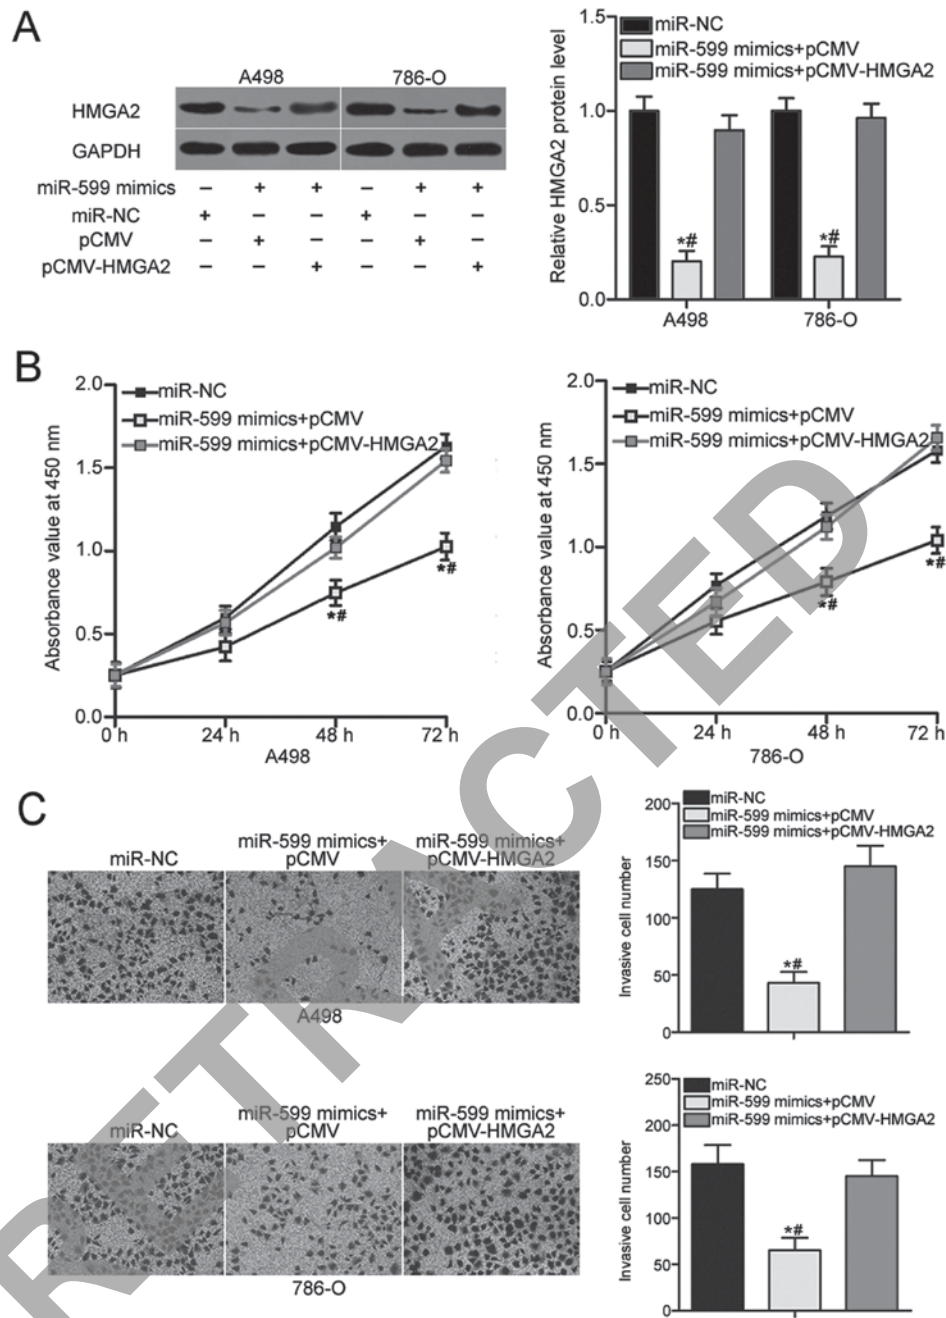 A
A498 786-O
HMGA2
GAPDH
miR-599 mimics − + + − + +
miR-NC + − − + − −
pCMV − + − − + −
pCMV-HMGA2 − − + − − +
Relative HMGA2 protein level
1.5
1.0
0.5
0.0
miR-NC
miR-599 mimics+pCMV
miR-599 mimics+pCMV-HMGA2
*# *#
A498 786-O
B
Absorbance value at 450 nm
2.0
1.5
1.0
0.5
0.0
miR-NC
miR-599 mimics+pCMV
miR-599 mimics+pCMV-HMGA2
*# *#
0 h 24 h 48 h 72 h
A498
Absorbance value at 450 nm
2.0
1.5
1.0
0.5
0.0
miR-NC
miR-599 mimics+pCMV
miR-599 mimics+pCMV-HMGA2
*# *#
0 h 24 h 48 h 72 h
786-O
C
miR-NC
miR-599 mimics+
pCMV
miR-599 mimics+
pCMV-HMGA2
A498
Invasive cell number
200
150
100
50
0
miR-NC
miR-599 mimics+pCMV
miR-599 mimics+pCMV-HMGA2
*#
miR-NC
miR-599 mimics+
pCMV
miR-599 mimics+
pCMV-HMGA2
786-O
Invasive cell number
250
200
150
100
50
0
miR-NC
miR-599 mimics+pCMV
miR-599 mimics+pCMV-HMGA2
*#
RETRACTED